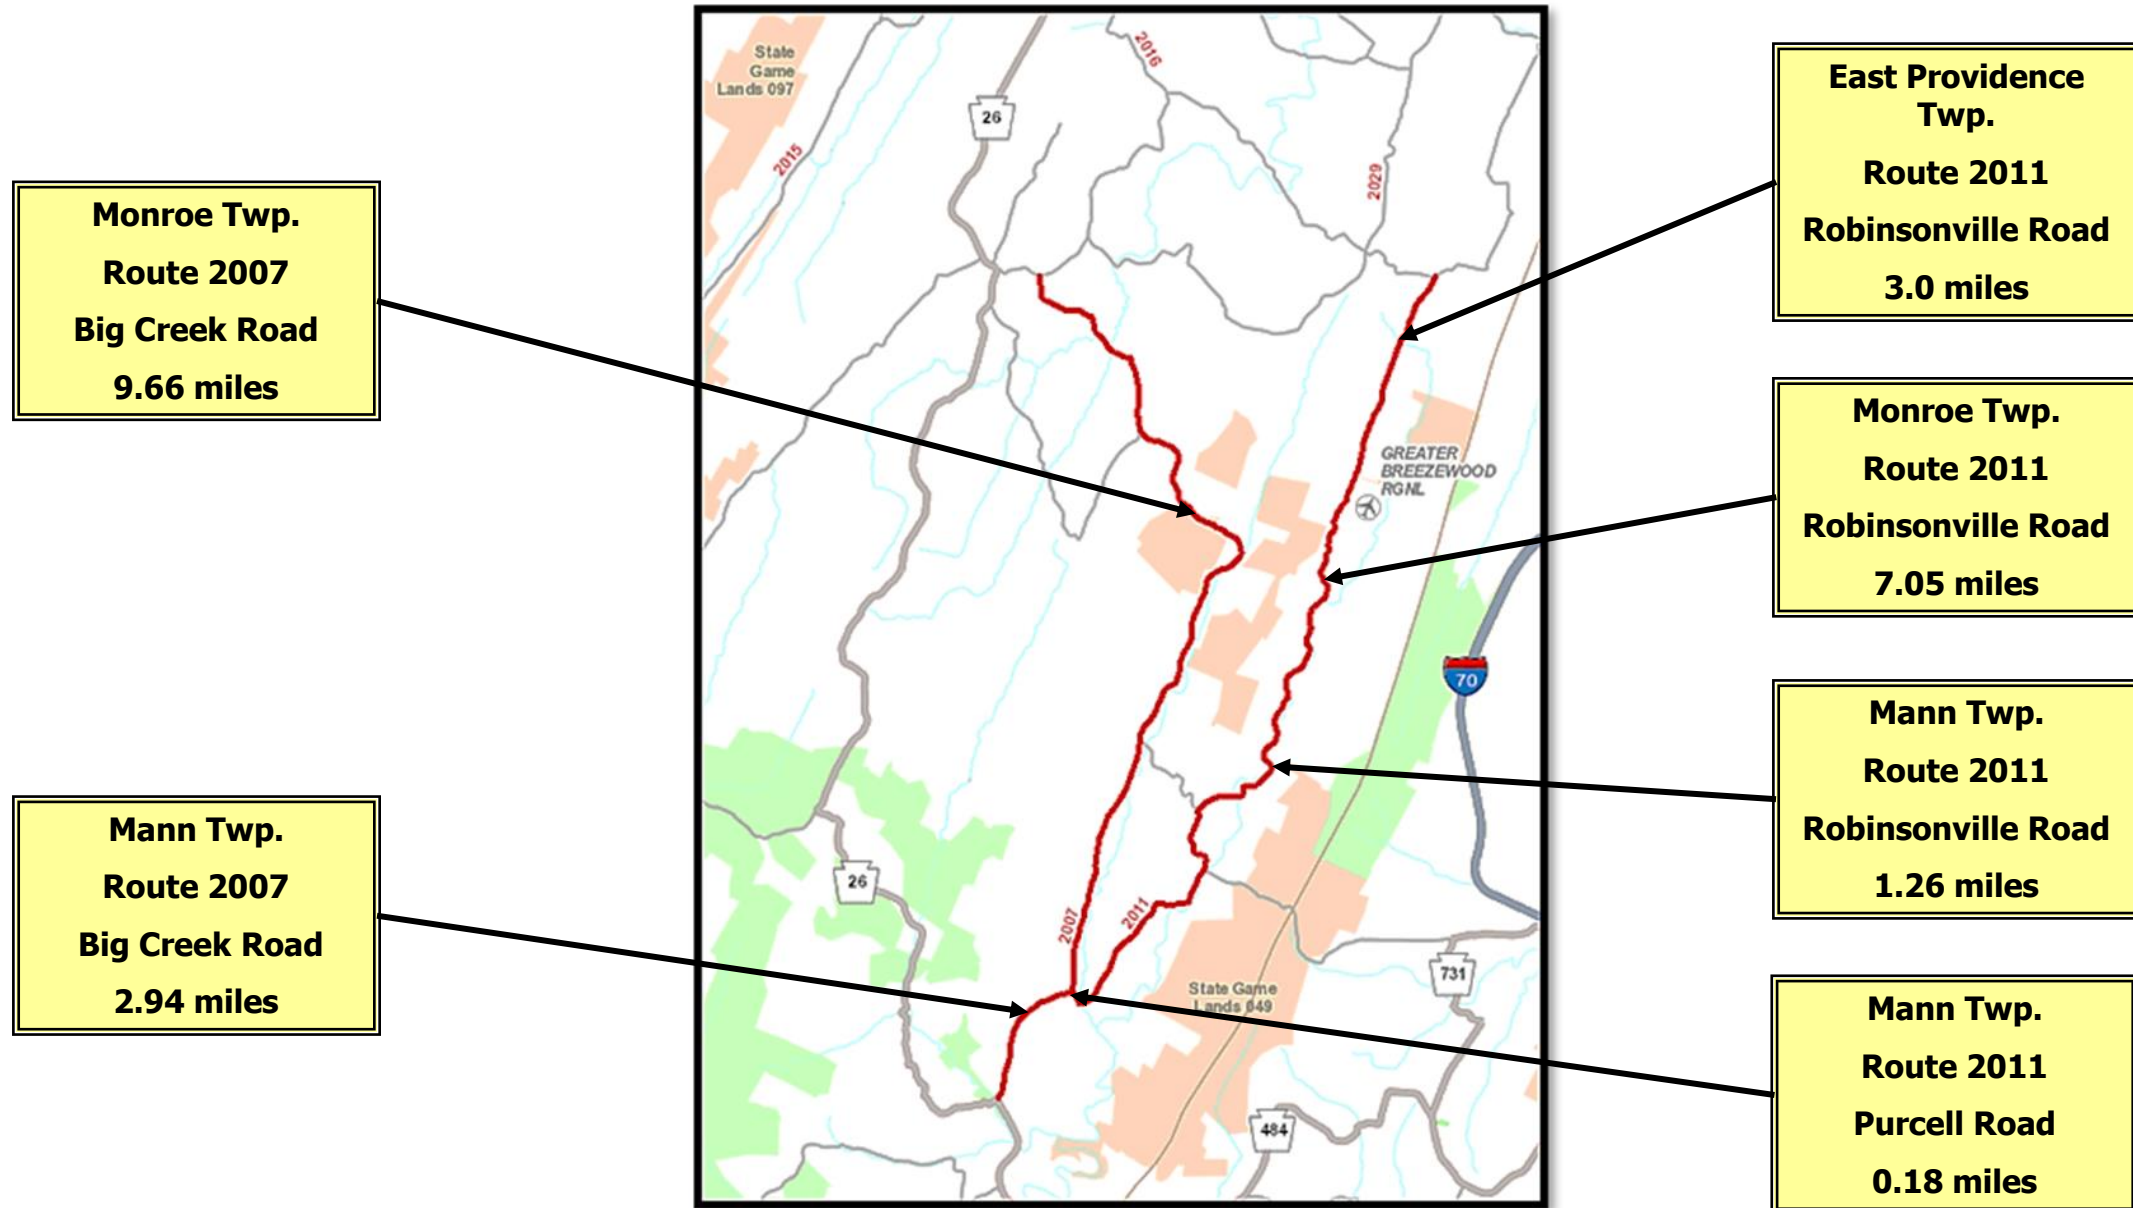 Monroe Twp.
Route 2007
Big Creek Road
9.66 miles
Mann Twp.
Route 2007
Big Creek Road
2.94 miles
State
Game
Lands 097
2015
26
2016
2029
GREATER
BREEZEWOOD
RGNL
70
26
2007
2011
State Game
Lands 049
731
484
East Providence
Twp.
Route 2011
Robinsonville Road
3.0 miles
Monroe Twp.
Route 2011
Robinsonville Road
7.05 miles
Mann Twp.
Route 2011
Robinsonville Road
1.26 miles
Mann Twp.
Route 2011
Purcell Road
0.18 miles